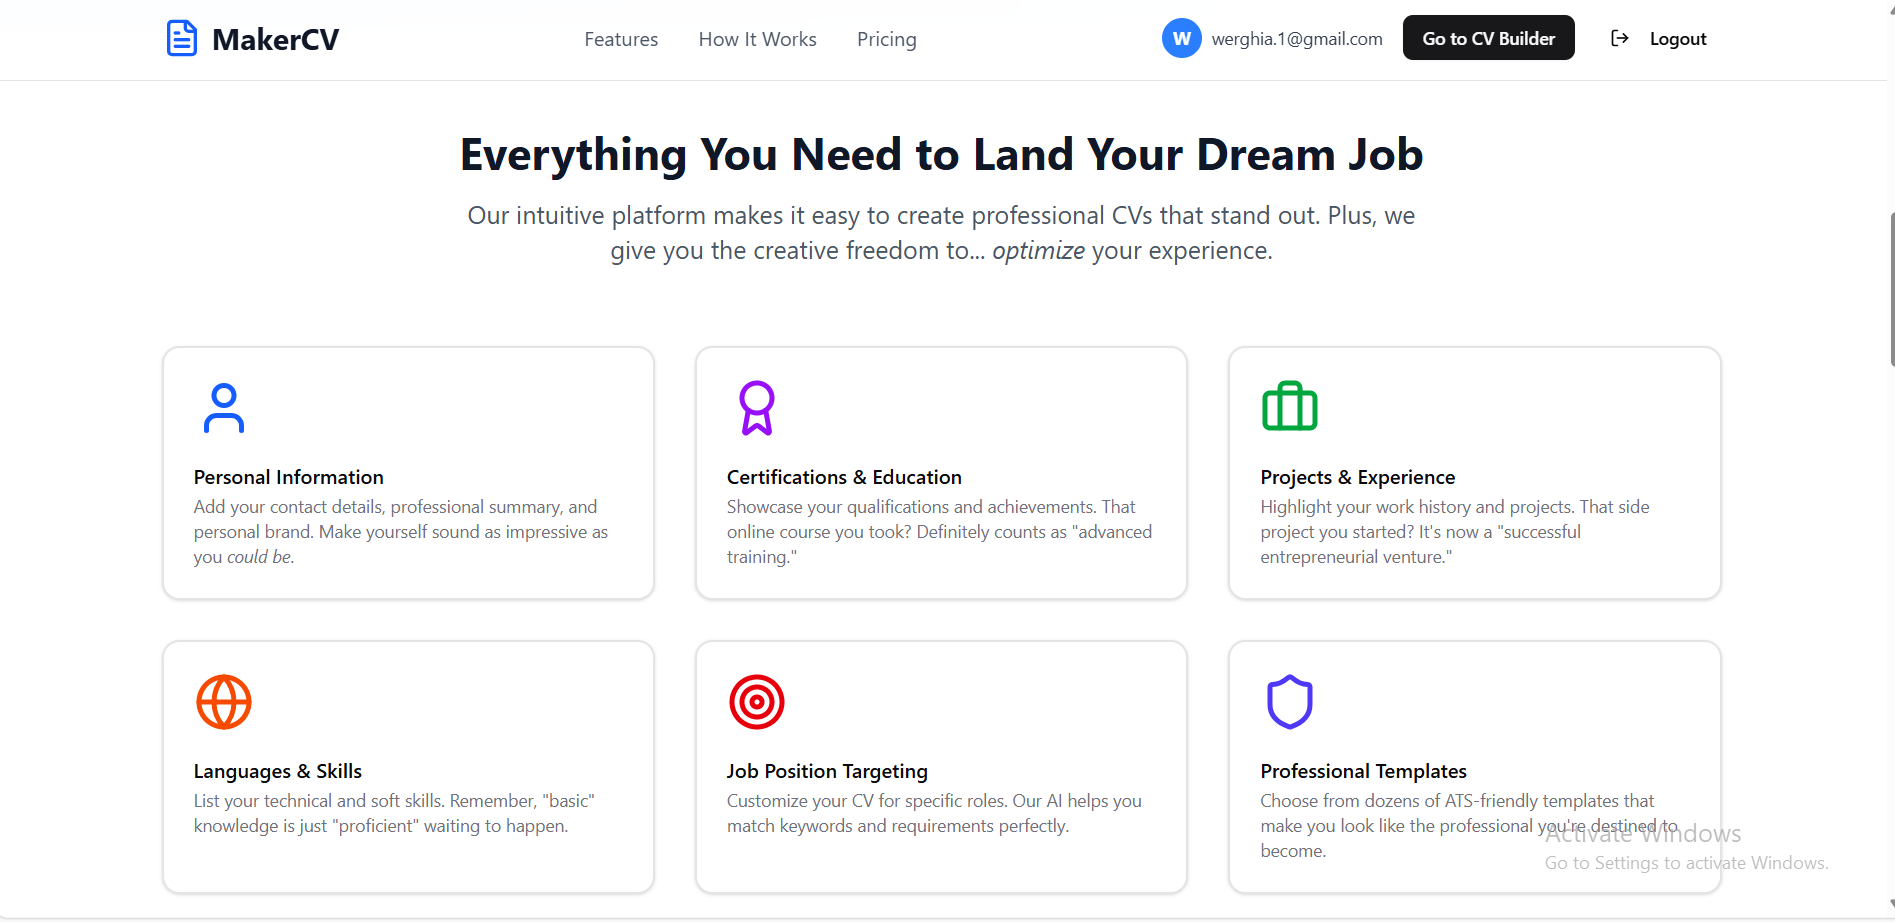 MakerCV
Features
How It Works
Pricing
W
werghia.1@gmail.com
Go to CV Builder
Logout
Everything You Need to Land Your Dream Job
Our intuitive platform makes it easy to create professional CVs that stand out. Plus, we
give you the creative freedom to... optimize your experience.
Personal Information
Add your contact details, professional summary, and
personal brand. Make yourself sound as impressive as
you could be.
Certifications & Education
Showcase your qualifications and achievements. That
online course you took? Definitely counts as "advanced
training."
Projects & Experience
Highlight your work history and projects. That side
project you started? It's now a "successful
entrepreneurial venture."
Languages & Skills
List your technical and soft skills. Remember, "basic"
knowledge is just "proficient" waiting to happen.
Job Position Targeting
Customize your CV for specific roles. Our AI helps you
match keywords and requirements perfectly.
Professional Templates
Choose from dozens of ATS-friendly templates that
make you look like the professional you're destined to
become.
Activate Windows
Go to Settings to activate Windows.